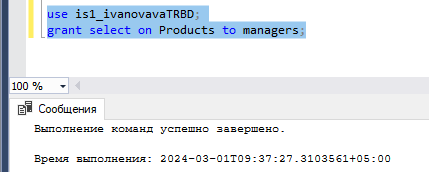 use is1_ivanovavaTRBD;
grant select on Products to managers;
100 %
Сообщения
Выполнение команд успешно завершено.
Время выполнения: 2024-03-01T09:37:27.3103561+05:00